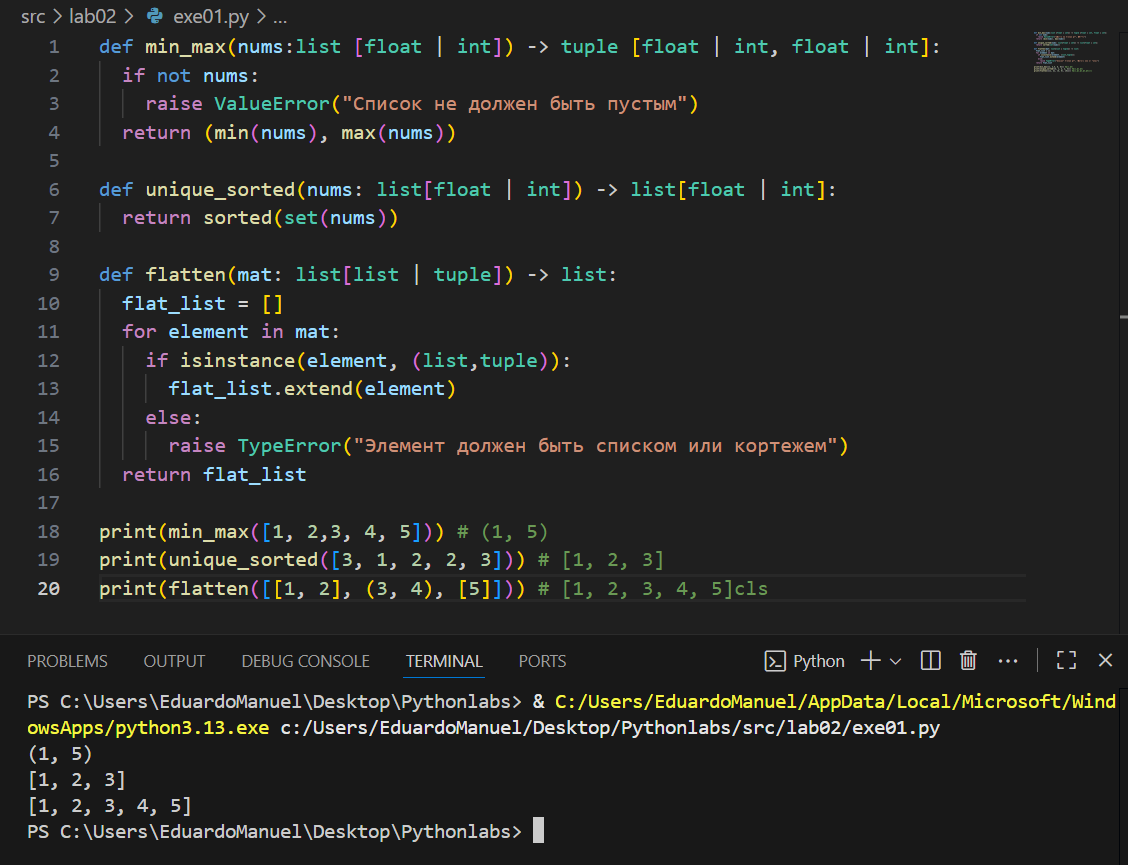 src > lab02 > exe01.py > ...
1 def min_max(nums:list [float | int]) -> tuple [float | int, float | int]:
2   if not nums:
3     raise ValueError("Список не должен быть пустым")
4   return (min(nums), max(nums))
5
6 def unique_sorted(nums: list[float | int]) -> list[float | int]:
7   return sorted(set(nums))
8
9 def flatten(mat: list[list | tuple]) -> list:
10   flat_list = []
11   for element in mat:
12     if isinstance(element, (list,tuple)):
13       flat_list.extend(element)
14     else:
15       raise TypeError("Элемент должен быть списком или кортежем")
16   return flat_list
17
18 print(min_max([1, 2,3, 4, 5])) # (1, 5)
19 print(unique_sorted([3, 1, 2, 2, 3])) # [1, 2, 3]
20 print(flatten([[1, 2], (3, 4), [5]])) # [1, 2, 3, 4, 5]cls
PROBLEMS OUTPUT DEBUG CONSOLE TERMINAL PORTS Python
PS C:\Users\EduardoManuel\Desktop\Pythonlabs> & C:/Users/EduardoManuel/AppData/Local/Microsoft/Wind
owsApps/python3.13.exe c:/Users/EduardoManuel/Desktop/Pythonlabs/src/lab02/exe01.py
(1, 5)
[1, 2, 3]
[1, 2, 3, 4, 5]
PS C:\Users\EduardoManuel\Desktop\Pythonlabs>